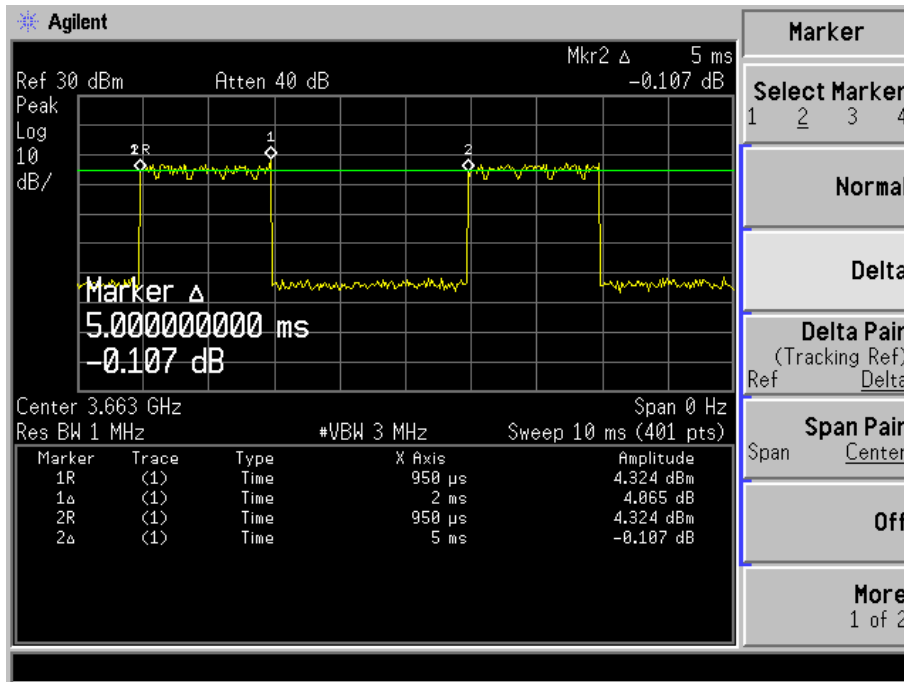 Agilent
Mkr2 Δ 5 ms
Ref 30 dBm Atten 40 dB -0.107 dB
Peak
Log
10
dB/
1R 1 2
Marker Δ
5.000000000 ms
-0.107 dB
Center 3.663 GHz Span 0 Hz
Res BW 1 MHz #VBW 3 MHz Sweep 10 ms (401 pts)
Marker Trace Type X Axis Amplitude
1R (1) Time 950 µs 4.324 dBm
1Δ (1) Time 2 ms 4.065 dB
2R (1) Time 950 µs 4.324 dBm
2Δ (1) Time 5 ms -0.107 dB
Marker
Select Marker
1 2 3 4
Normal
Delta
Delta Pair
(Tracking Ref)
Ref Delta
Span Pair
Span Center
Off
More
1 of 2